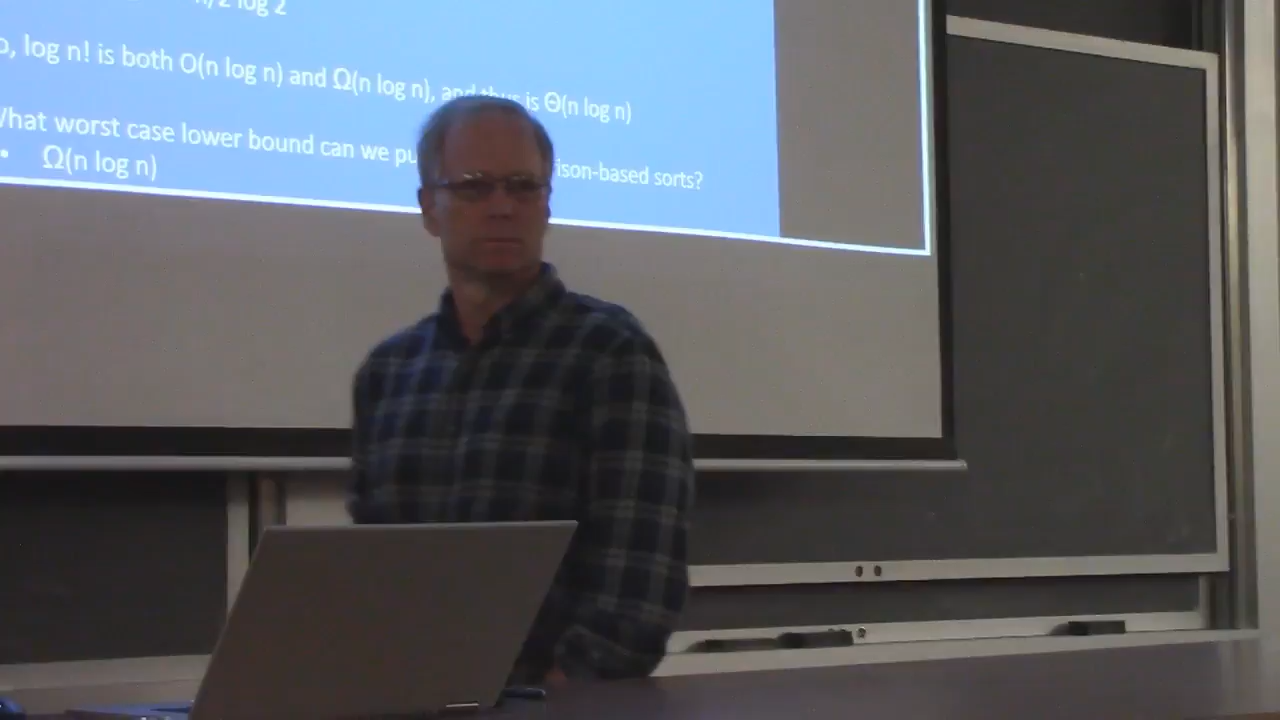 n/2 log 2
o, log n! is both O(n log n) and Ω(n log n), and thus is Θ(n log n)
What worst case lower bound can we pu rison-based sorts?
• Ω(n log n)